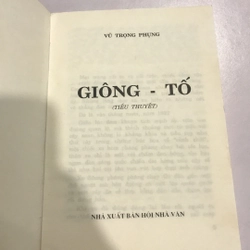 VŨ TRỌNG PHỤNG
GIÔNG - TỐ
(TIỂU THUYẾT)
NHÀ XUẤT BẢN HỘI NHÀ VĂN